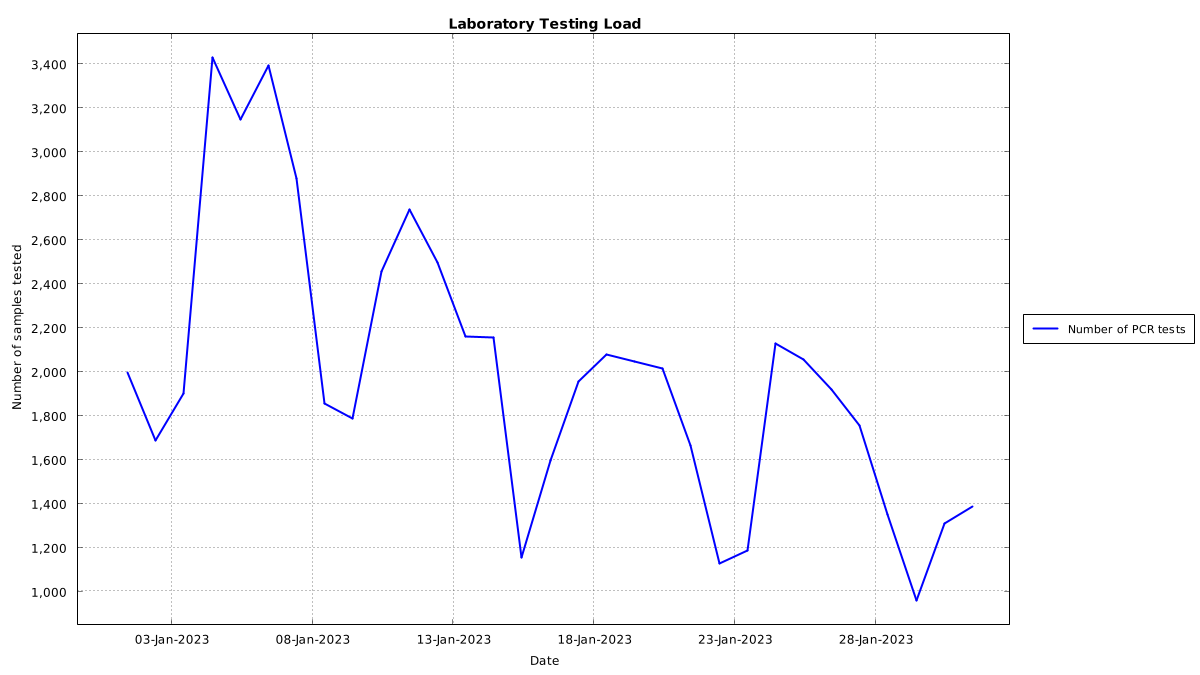 Laboratory Testing Load
3,400
3,200
3,000
2,800
2,600
2,400
2,200
2,000
1,800
1,600
1,400
1,200
1,000
Number of samples tested
03-Jan-2023 08-Jan-2023 13-Jan-2023 18-Jan-2023 23-Jan-2023 28-Jan-2023
Date
Number of PCR tests